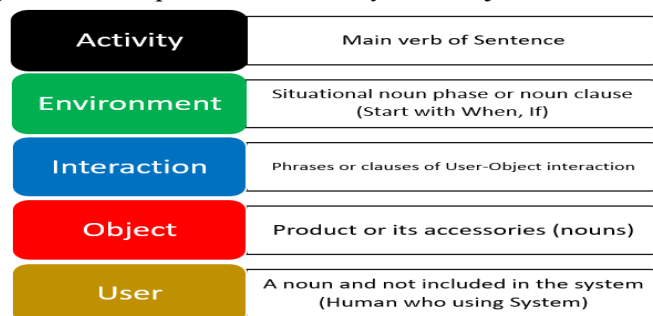 Activity
Main verb of Sentence
Environment
Situational noun phase or noun clause
(Start with When, If)
Interaction
Phrases or clauses of User-Object interaction
Object
Product or its accessories (nouns)
User
A noun and not included in the system
(Human who using System)